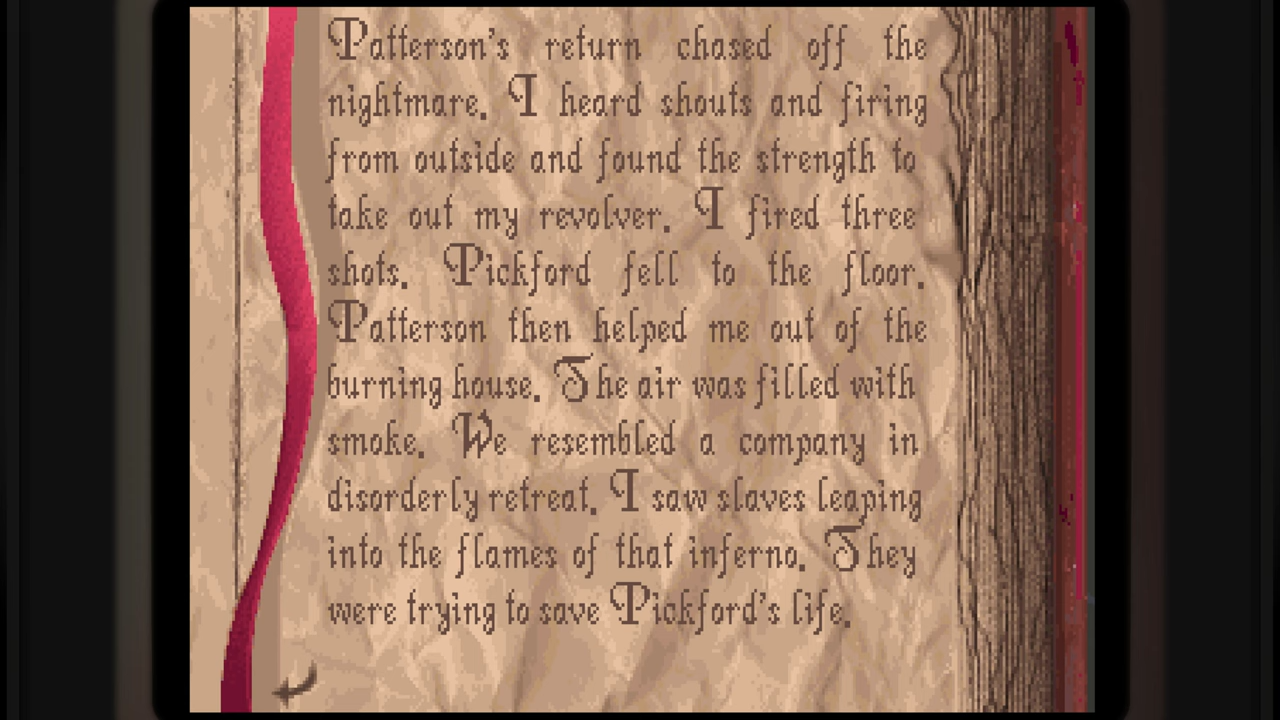 Patterson's return chased off the
nightmare. I heard shouts and firing
from outside and found the strength to
take out my revolver. I fired three
shots. Pickford fell to the floor.
Patterson then helped me out of the
burning house. The air was filled with
smoke. We resembled a company in
disorderly retreat. I saw slaves leaping
into the flames of that inferno. They
were trying to save Pickford's life.